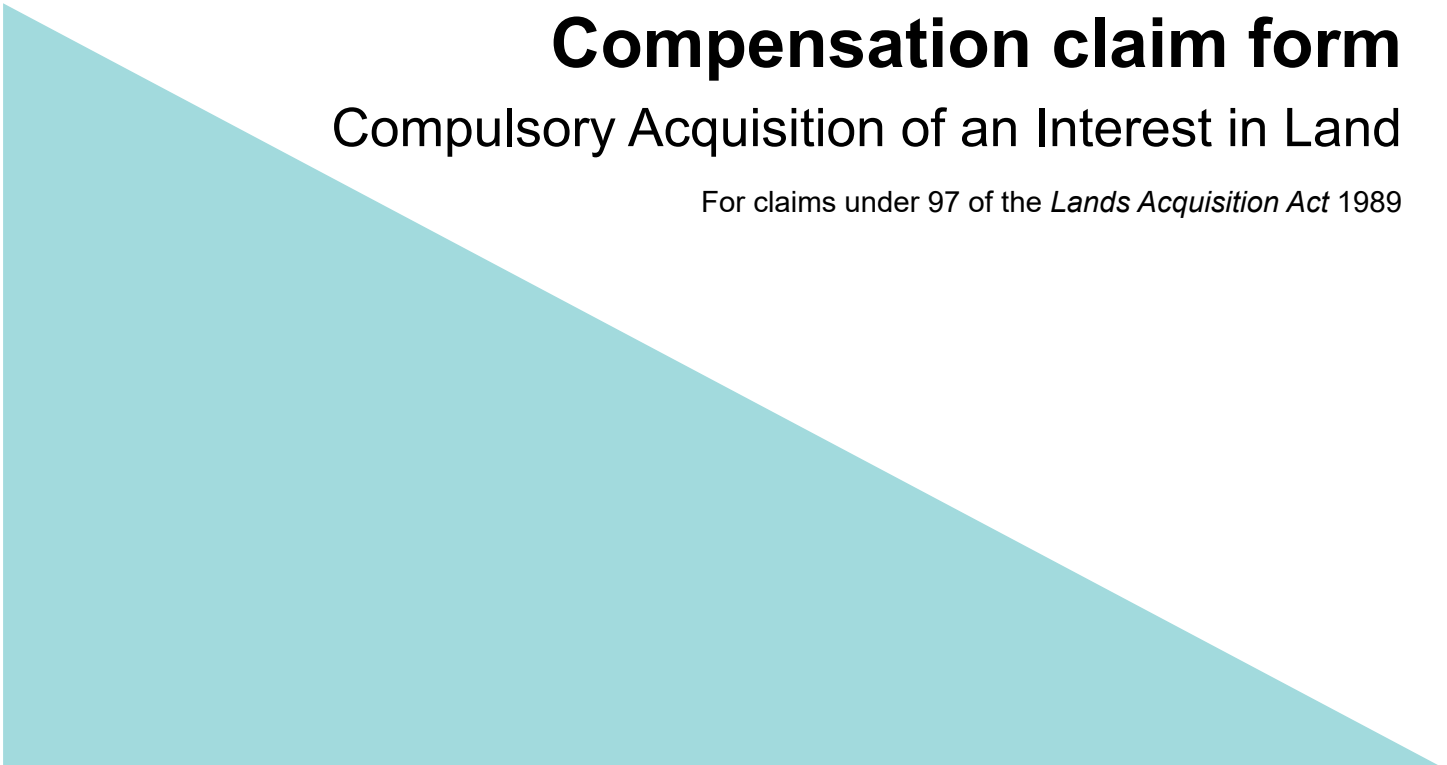 Compensation claim form
Compulsory Acquisition of an Interest in Land
For claims under 97 of the Lands Acquisition Act 1989